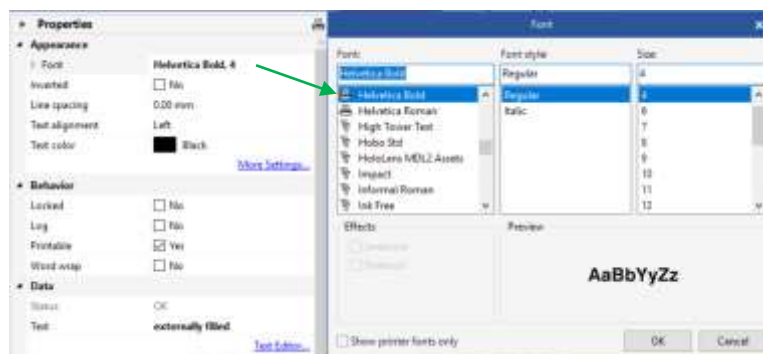 Properties
Appearance
Font Helvetica Bold, 4
Inverted No
Line spacing 0.00 mm
Text alignment Left
Text color Black
More Settings...
Behavior
Locked No
Log No
Printable Yes
Word wrap No
Data
Status OK
Text externally filled
Text Editor...
Font
Font: Font style: Size:
Helvetica Bold Regular 4
Helvetica Bold Regular 4
Helvetica Roman Italic 6
High Tower Text 7
Hobo Std 8
HoloLens MDL2 Assets 9
Impact 10
Informal Roman 11
Ink Free 12
Effects Preview
AaBbYyZz
Show printer fonts only OK Cancel